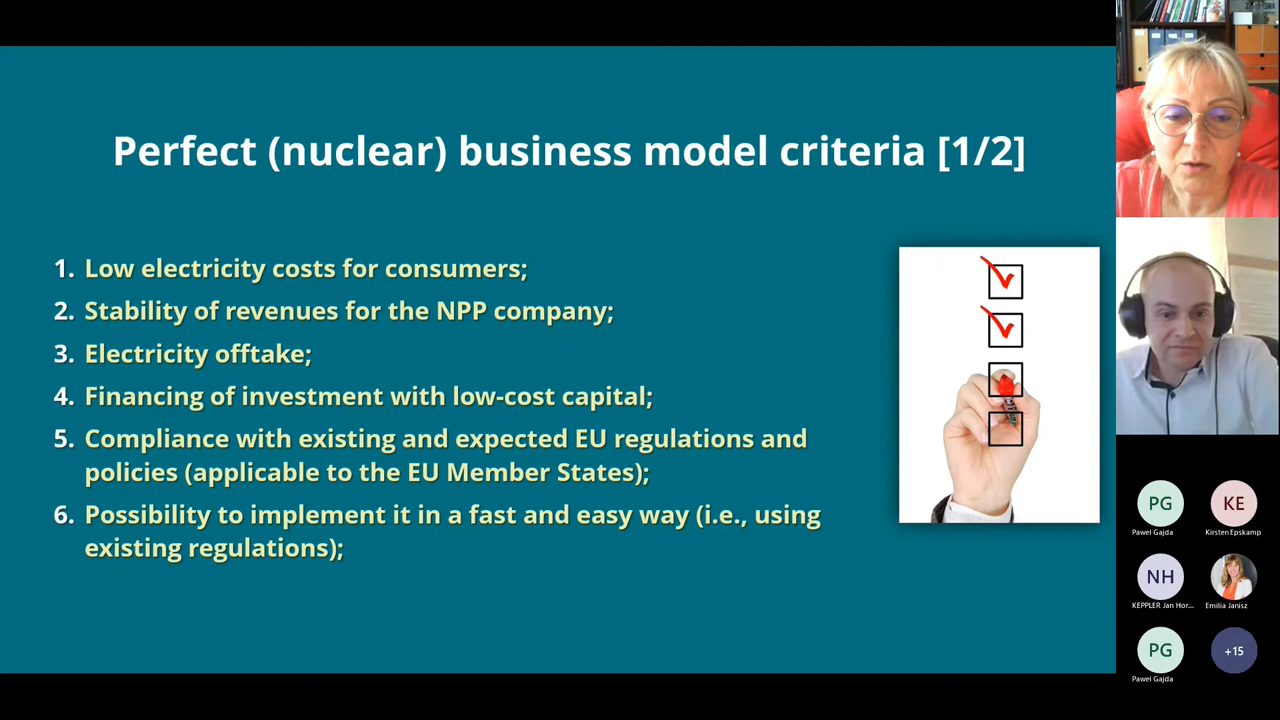 Perfect (nuclear) business model criteria [1/2]
1. Low electricity costs for consumers;
2. Stability of revenues for the NPP company;
3. Electricity offtake;
4. Financing of investment with low-cost capital;
5. Compliance with existing and expected EU regulations and
policies (applicable to the EU Member States);
6. Possibility to implement it in a fast and easy way (i.e., using
existing regulations);
PG
Pawel Gajda
KE
Kirsten Epskamp
NH
KEPPLER Jan Hor...
Emilia Janisz
PG
Pawel Gajda
+15